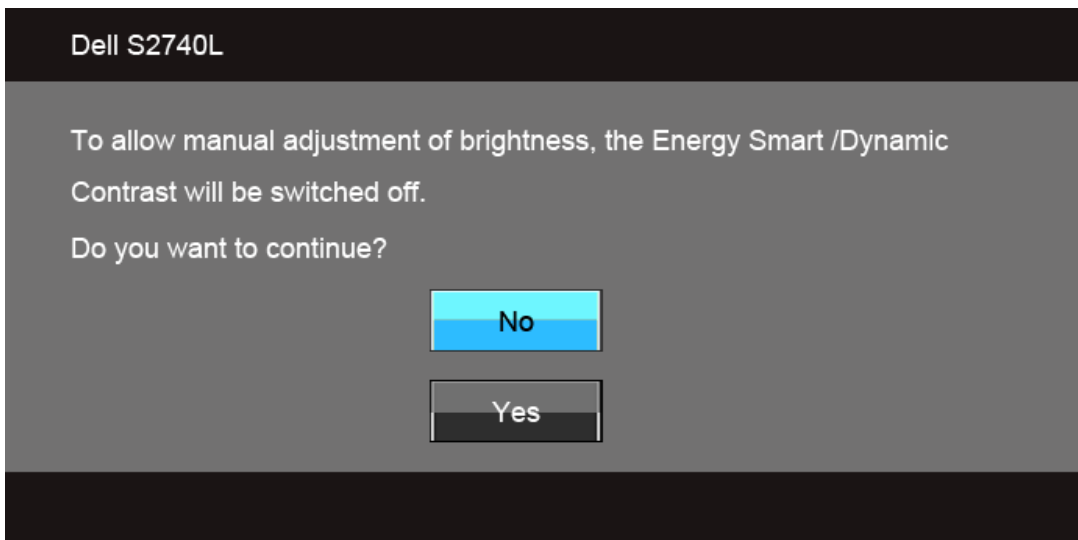 Dell S2740L
To allow manual adjustment of brightness, the Energy Smart /Dynamic
Contrast will be switched off.
Do you want to continue?
No
Yes